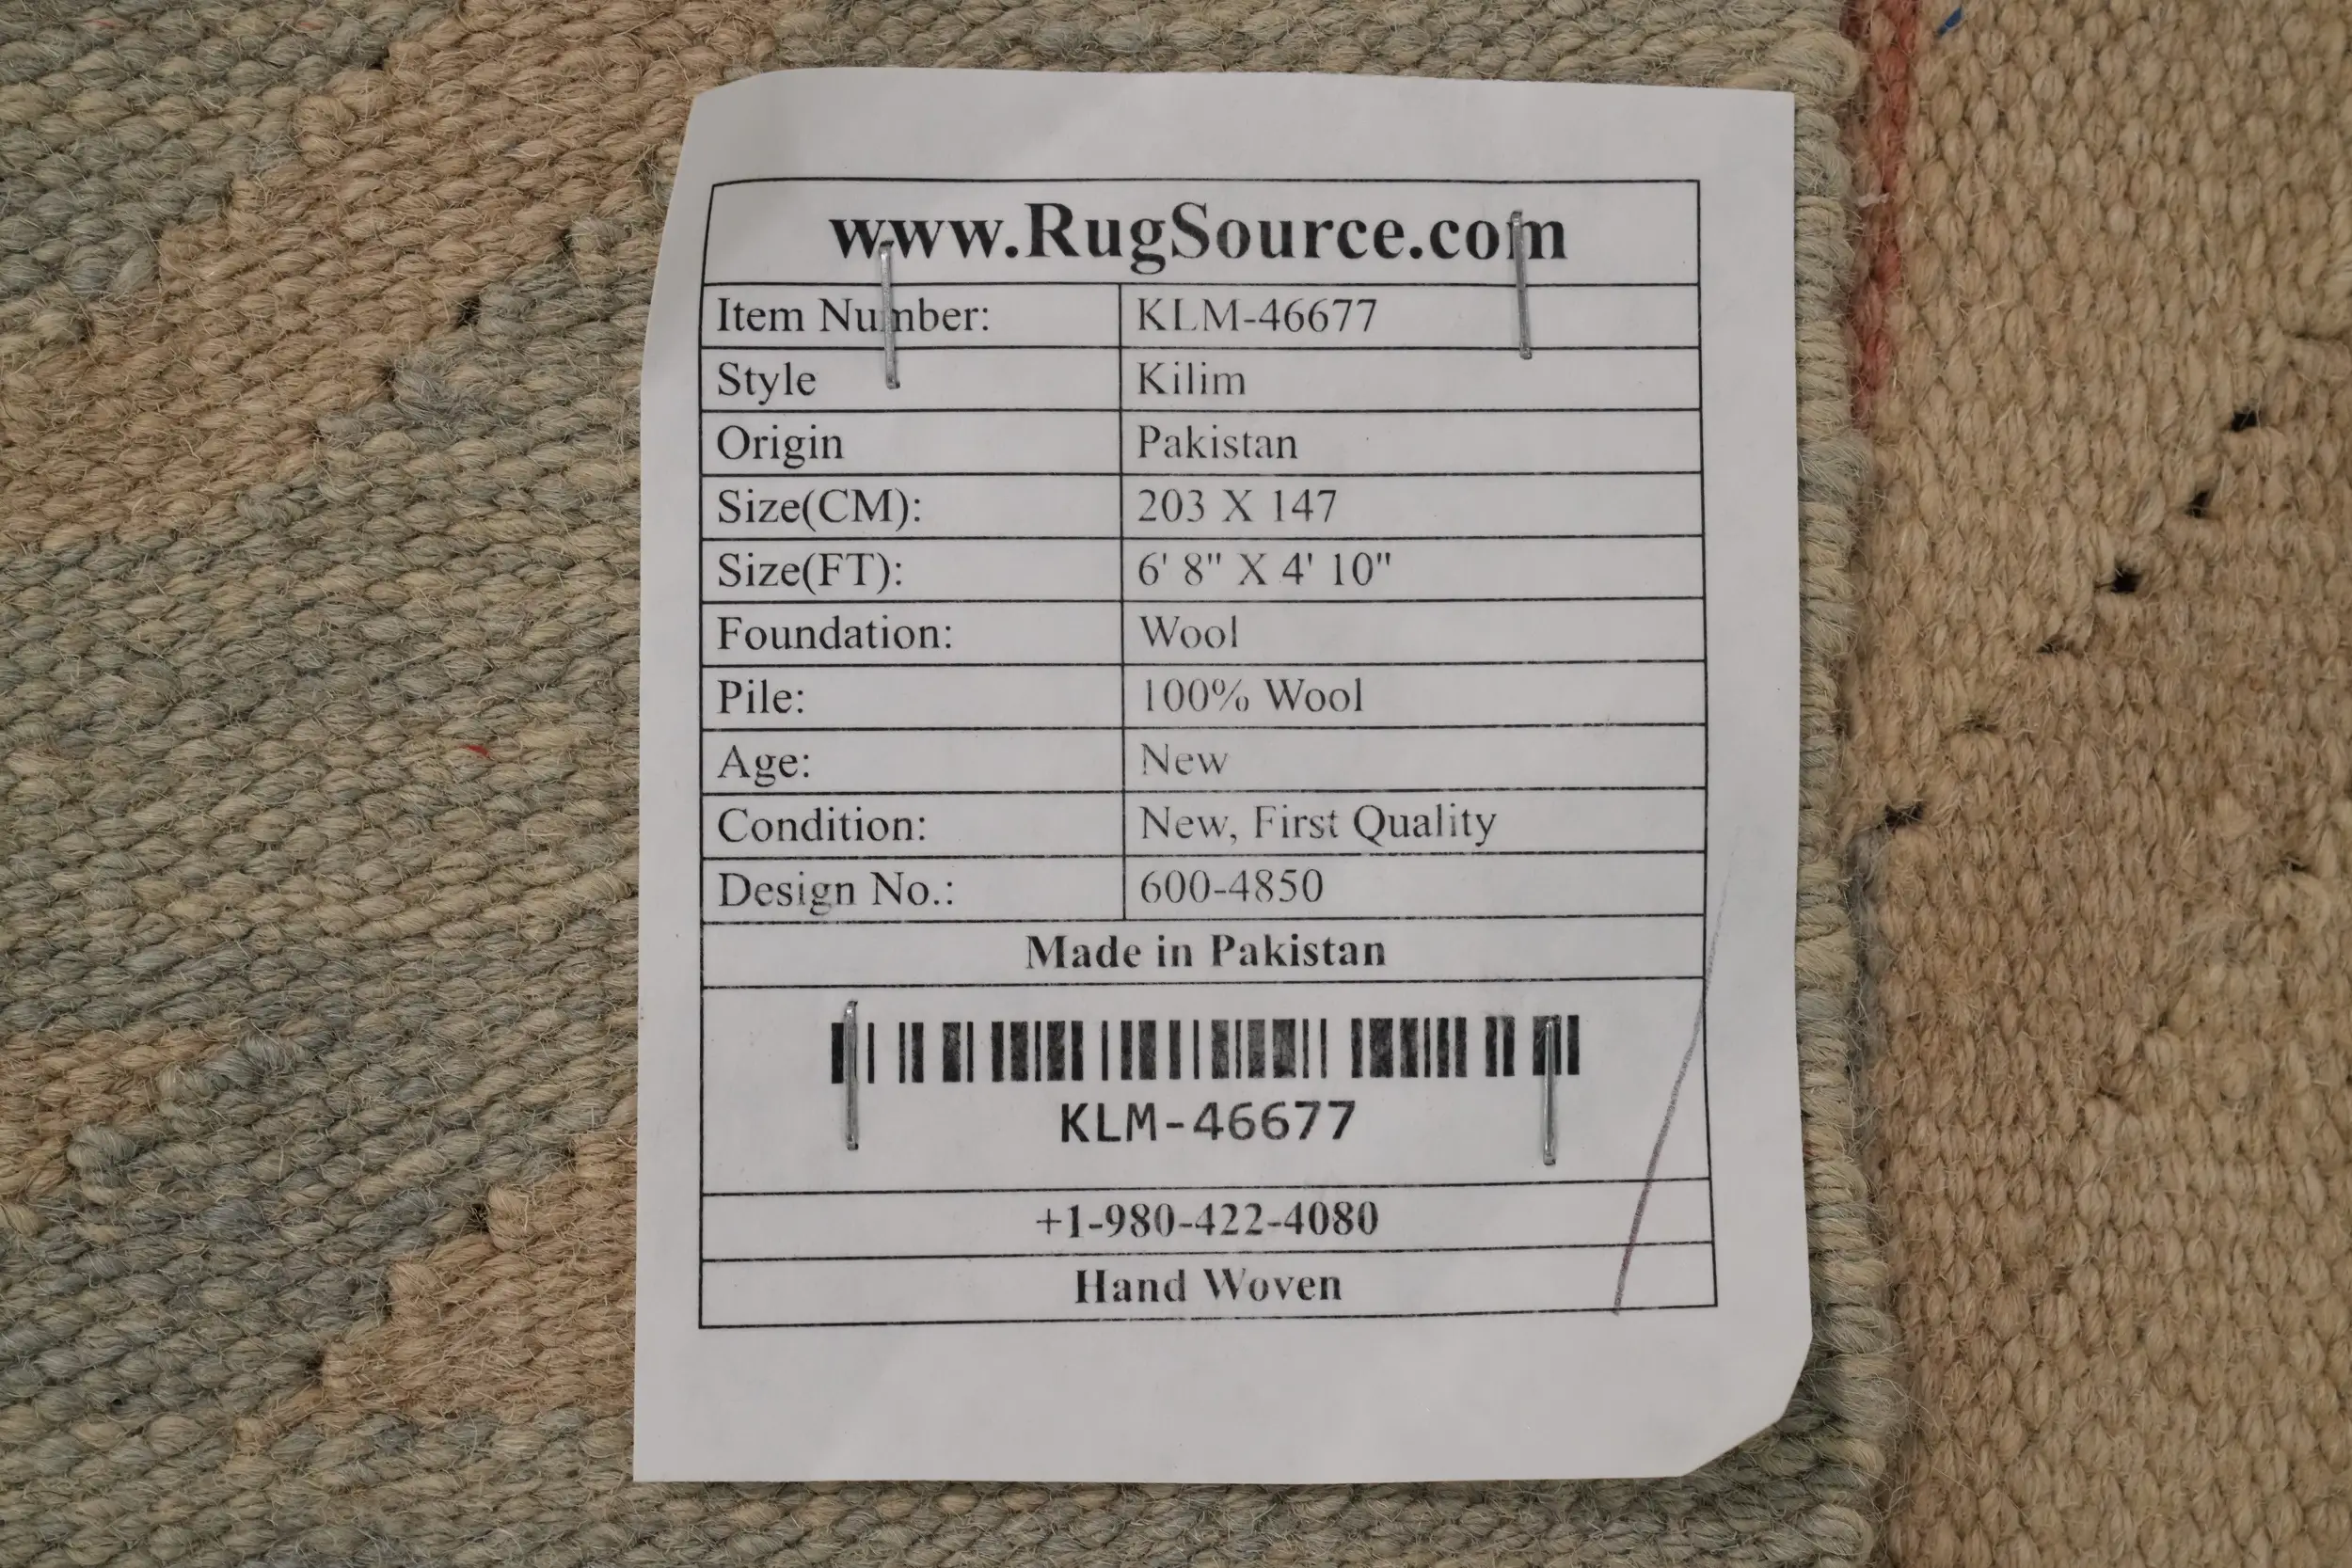 www.RugSource.com
Item Number: KLM-46677
Style Kilim
Origin Pakistan
Size(CM): 203 X 147
Size(FT): 6' 8" X 4' 10"
Foundation: Wool
Pile: 100% Wool
Age: New
Condition: New, First Quality
Design No.: 600-4850
Made in Pakistan
KLM-46677
+1-980-422-4080
Hand Woven